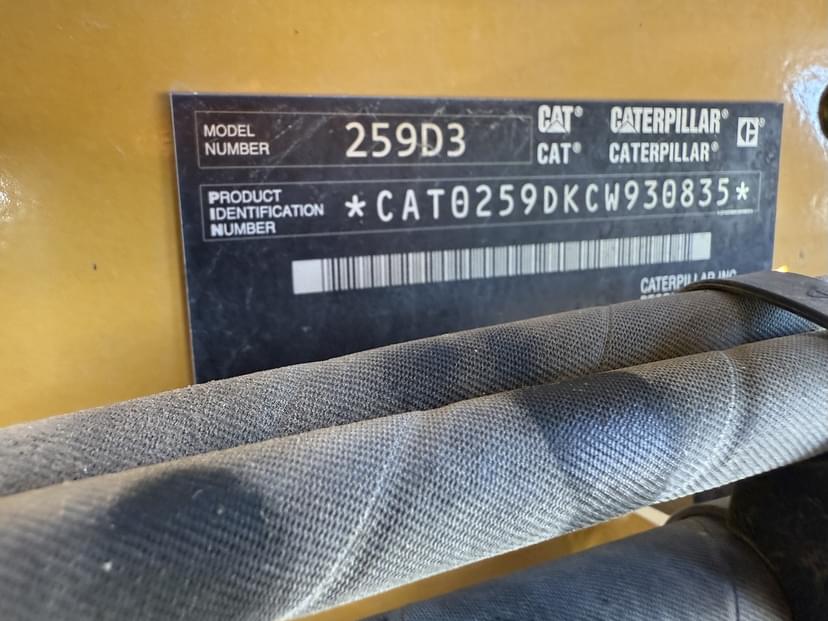 MODEL NUMBER 259D3
CAT® CATERPILLAR®
CAT® CATERPILLAR®
PRODUCT IDENTIFICATION NUMBER *CAT0259DKCW930835*
CATERPILLAR INC